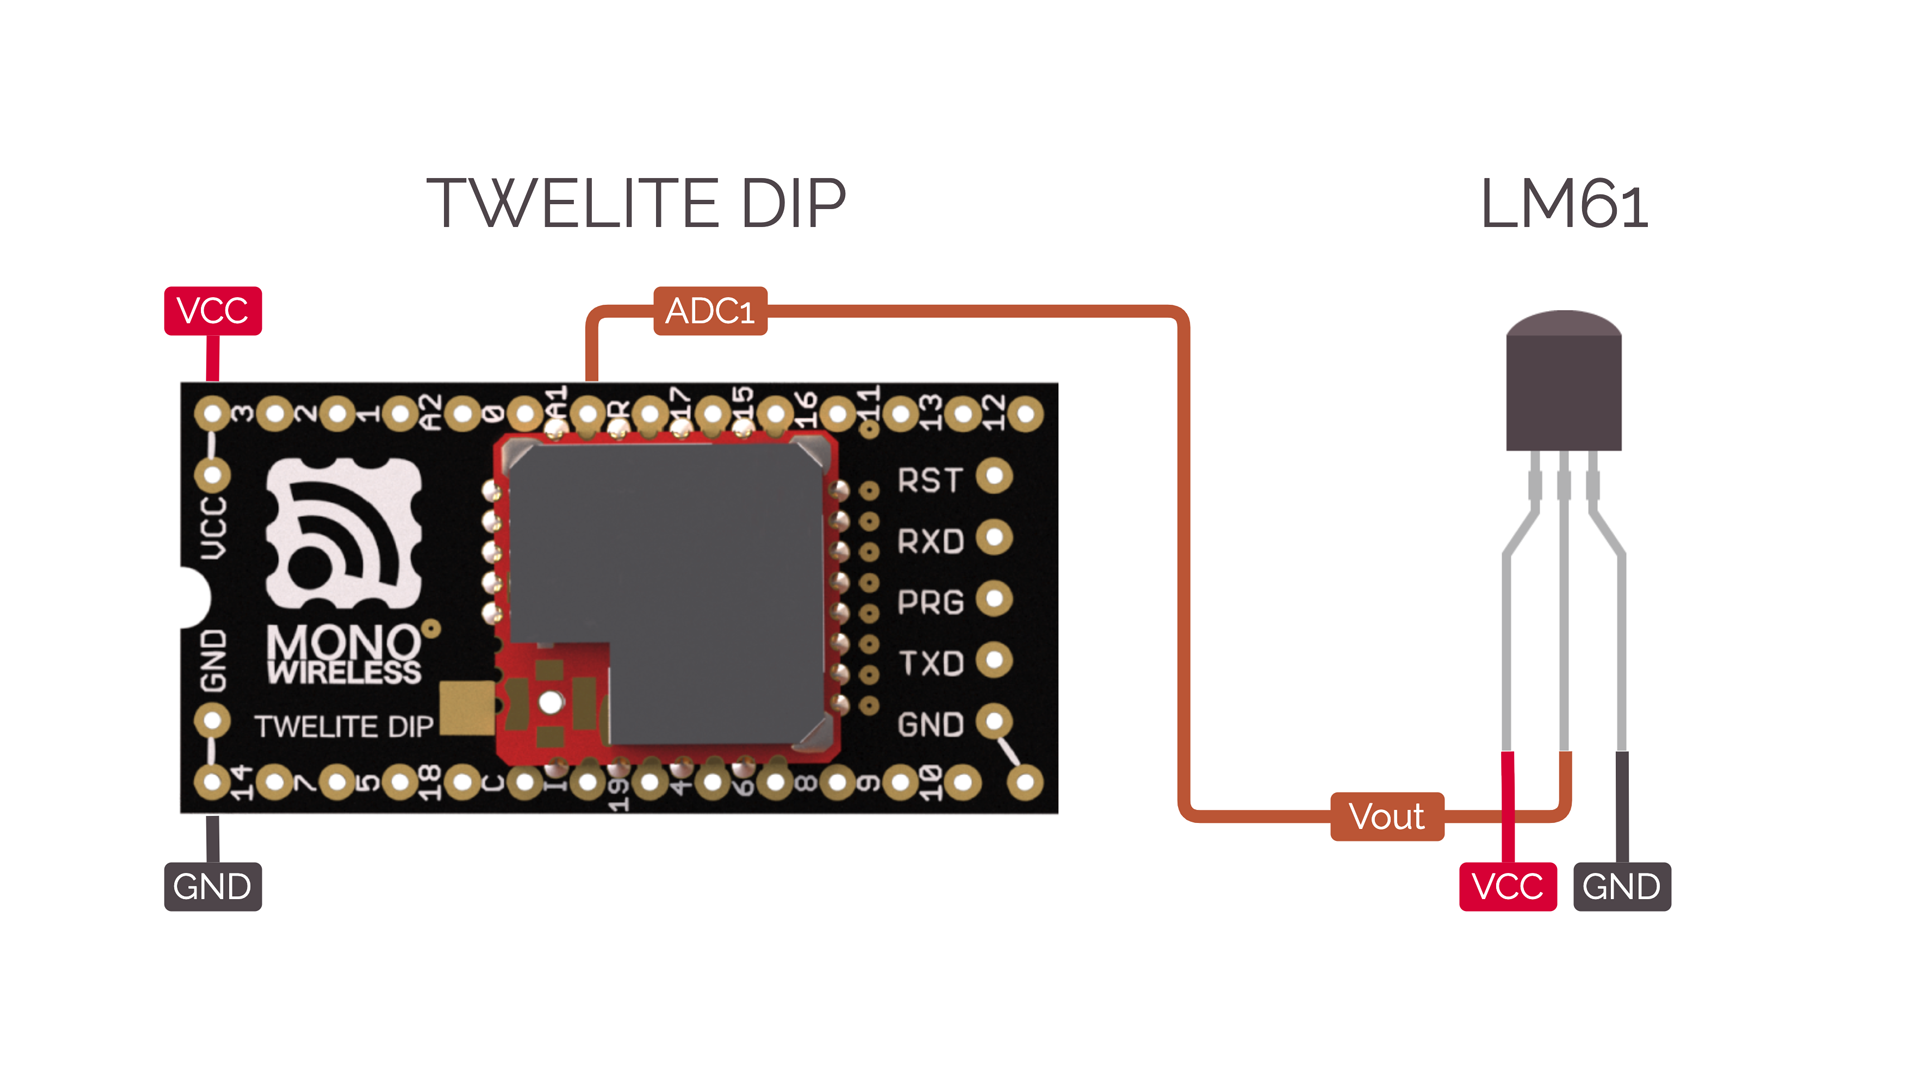 TWELITE DIP
LM61
VCC
ADC1
3 2 1 A2 0 A1 R 17 15 16 11 13 12
VCC
RST
RXD
PRG
TXD
GND
GND
MONO
WIRELESS
TWELITE DIP
14 7 5 18 C I 19 4 6 8 9 10
GND
Vout
VCC
GND